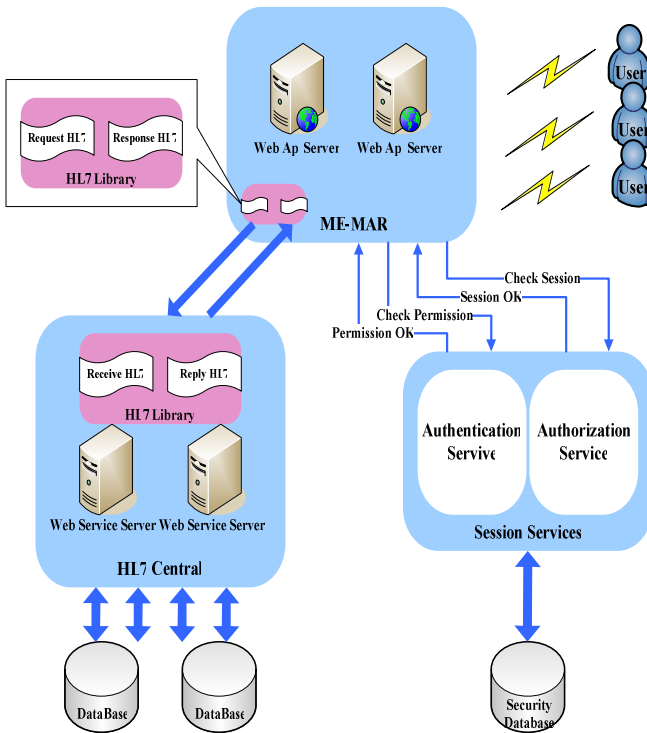 User
User
User
Web Ap Server
Web Ap Server
Request HL7
Response HL7
HL7 Library
ME-MAR
Check Session
Session OK
Check Permission
Permission OK
Receive HL7
Reply HL7
HL7 Library
Web Service Server
Web Service Server
HL7 Central
Authentication
Servive
Authorization
Service
Session Services
DataBase
DataBase
Security
Database